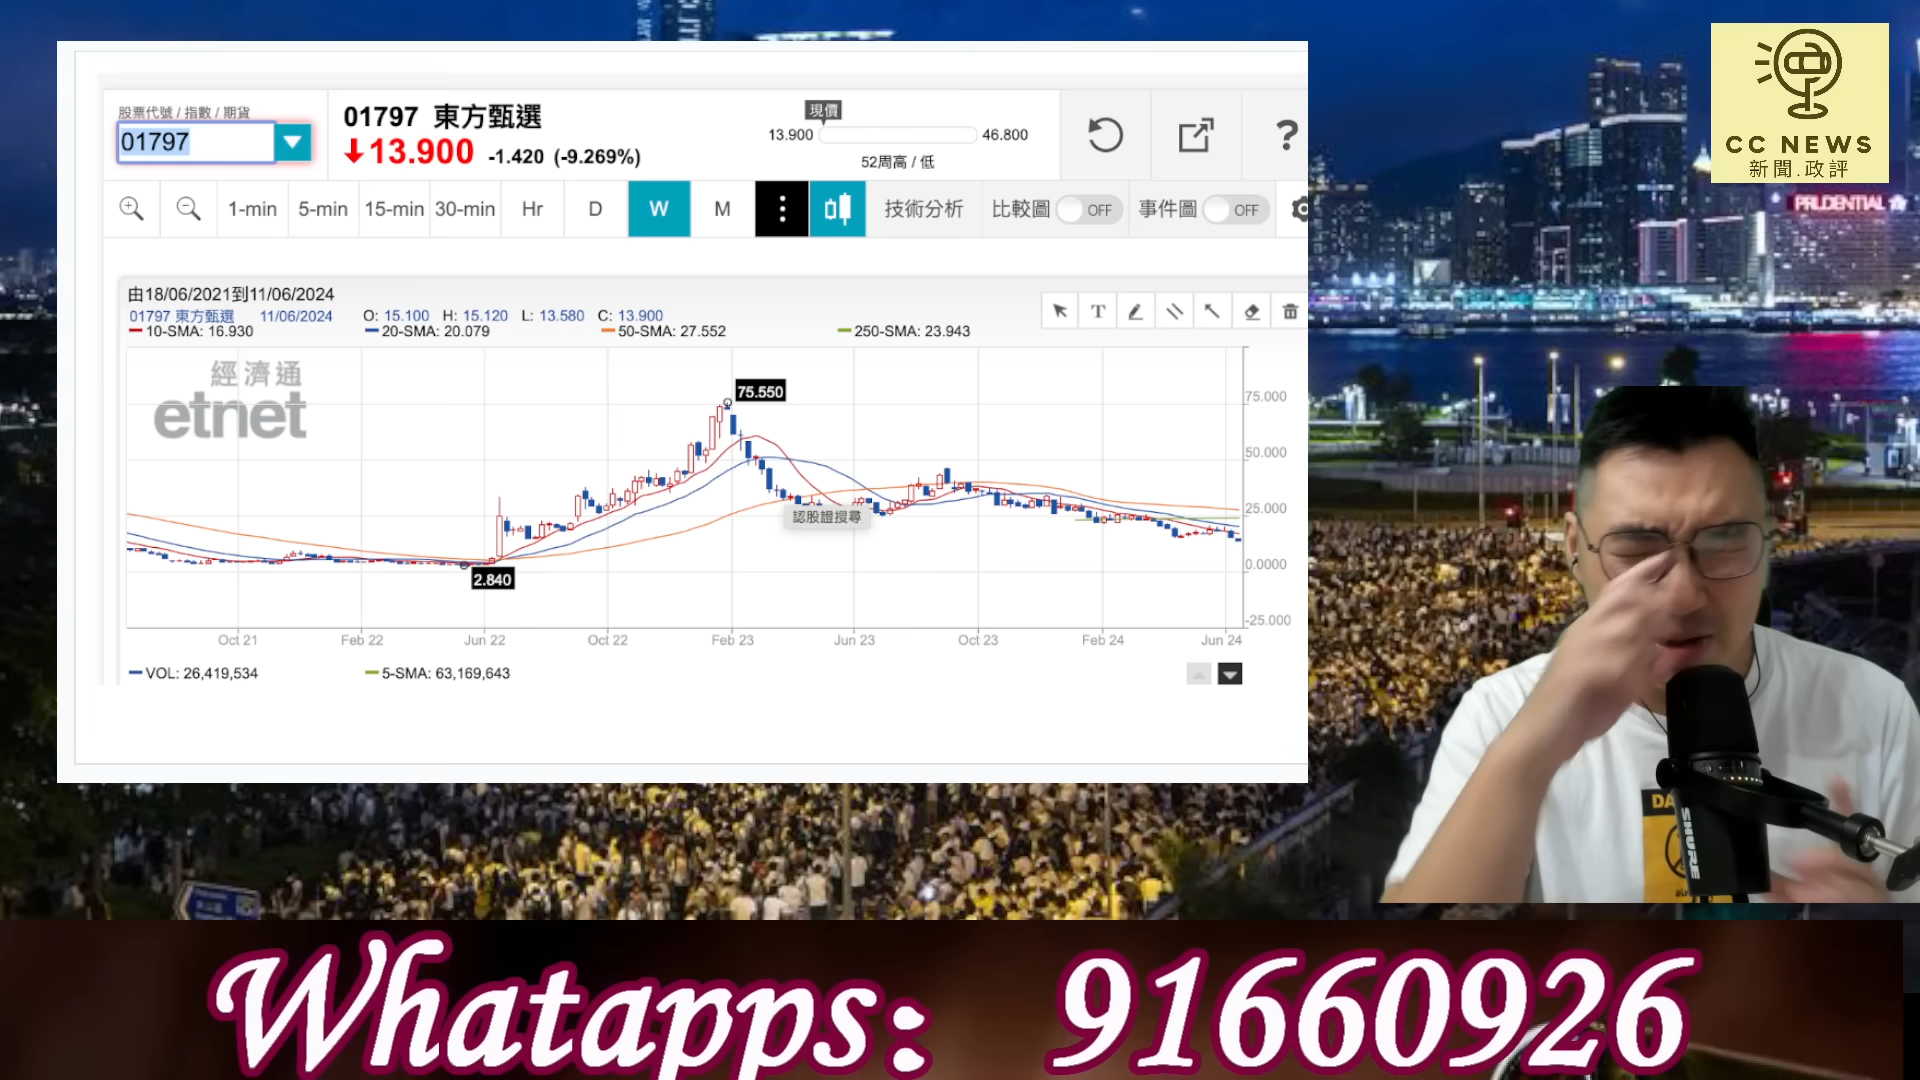 股票代號 / 指數 / 期貨
01797
01797 東方甄選
13.900 -1.420 (-9.269%)
現價
13.900 46.800
52周高 / 低
?
1-min 5-min 15-min 30-min Hr D W M 技術分析 比較圖 OFF 事件圖 OFF
由18/06/2021到11/06/2024
01797 東方甄選 11/06/2024 O: 15.100 H: 15.120 L: 13.580 C: 13.900
10-SMA: 16.930 20-SMA: 20.079 50-SMA: 27.552 250-SMA: 23.943
T
經濟通
etnet
75.550
2.840
認股證搜尋
75.000
50.000
25.000
0.0000
-25.000
Oct 21 Feb 22 Jun 22 Oct 22 Feb 23 Jun 23 Oct 23 Feb 24 Jun 24
VOL: 26,419,534 5-SMA: 63,169,643
CC NEWS
新聞.政評
PRUDENTIAL
DA
SHURE
Whatapps: 91660926